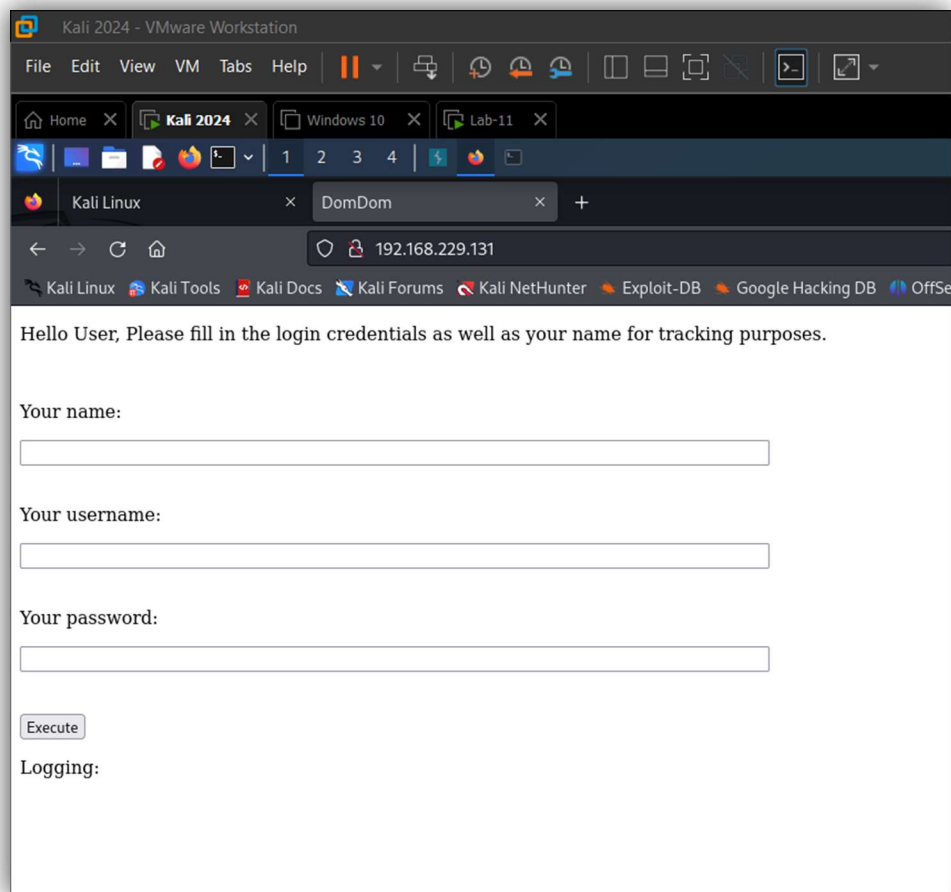 Kali 2024 - VMware Workstation
File Edit View VM Tabs Help
Home Kali 2024 Windows 10 Lab-11
1 2 3 4
Kali Linux DomDom
192.168.229.131
Kali Linux Kali Tools Kali Docs Kali Forums Kali NetHunter Exploit-DB Google Hacking DB OffSe
Hello User, Please fill in the login credentials as well as your name for tracking purposes.
Your name:
Your username:
Your password:
Execute
Logging: